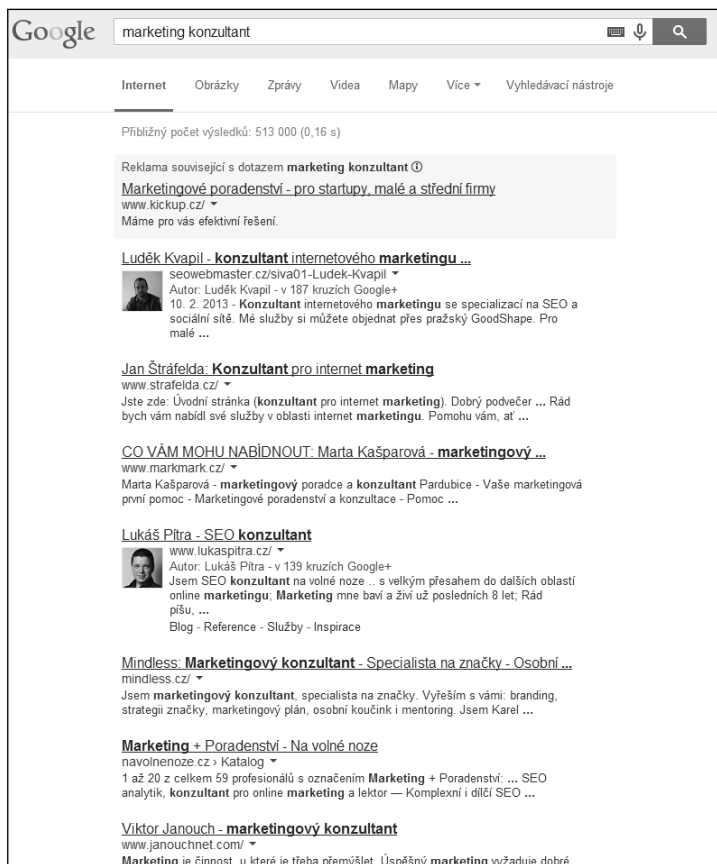 Google marketing konzultant
Internet Obrázky Zprávy Videa Mapy Více Vyhledávací nástroje
Přibližný počet výsledků: 513 000 (0,16 s)
Reklama související s dotazem marketing konzultant
Marketingové poradenství - pro startupy, malé a střední firmy
www.kickup.cz/
Máme pro vás efektivní řešení.
Luděk Kvapil - konzultant internetového marketingu ...
seowebmaster.cz/siva01-Ludek-Kvapil
Autor: Luděk Kvapil - v 187 kruzích Google+
10. 2. 2013 - Konzultant internetového marketingu se specializací na SEO a
sociální sítě. Mé služby si můžete objednat přes pražský GoodShape. Pro
malé ...
Jan Štráfelda: Konzultant pro internet marketing
www.strafelda.cz/
Jste zde: Úvodní stránka (konzultant pro internet marketing). Dobrý podvečer ... Rád
bych vám nabídl své služby v oblasti internet marketingu. Pomohu vám, ať ...
CO VÁM MOHU NABÍDNOUT: Marta Kašparová - marketingový ...
www.markmark.cz/
Marta Kašparová - marketingový poradce a konzultant Pardubice - Vaše marketingová
první pomoc - Marketingové poradenství a konzultace - Pomoc ...
Lukáš Pítra - SEO konzultant
www.lukaspitra.cz/
Autor: Lukáš Pítra - v 139 kruzích Google+
Jsem SEO konzultant na volné noze .. s velkým přesahem do dalších oblastí
online marketingu; Marketing mne baví a živí už posledních 8 let; Rád
píšu, ...
Blog - Reference - Služby - Inspirace
Mindless: Marketingový konzultant - Specialista na značky - Osobní ...
mindless.cz/
Jsem marketingový konzultant, specialista na značky. Vyřeším s vámi: branding,
strategii značky, marketingový plán, osobní koučink i mentoring. Jsem Karel ...
Marketing + Poradenství - Na volné noze
navolnenoze.cz › Katalog
1 až 20 z celkem 59 profesionálů s označením Marketing + Poradenství: ... SEO
analytik, konzultant pro online marketing a lektor — Komplexní i dílčí SEO ...
Viktor Janouch - marketingový konzultant
www.janouchnet.com/
Marketing je činnost, u které je třeba přemýšlet. Úspěšný marketing vyžaduje dobré